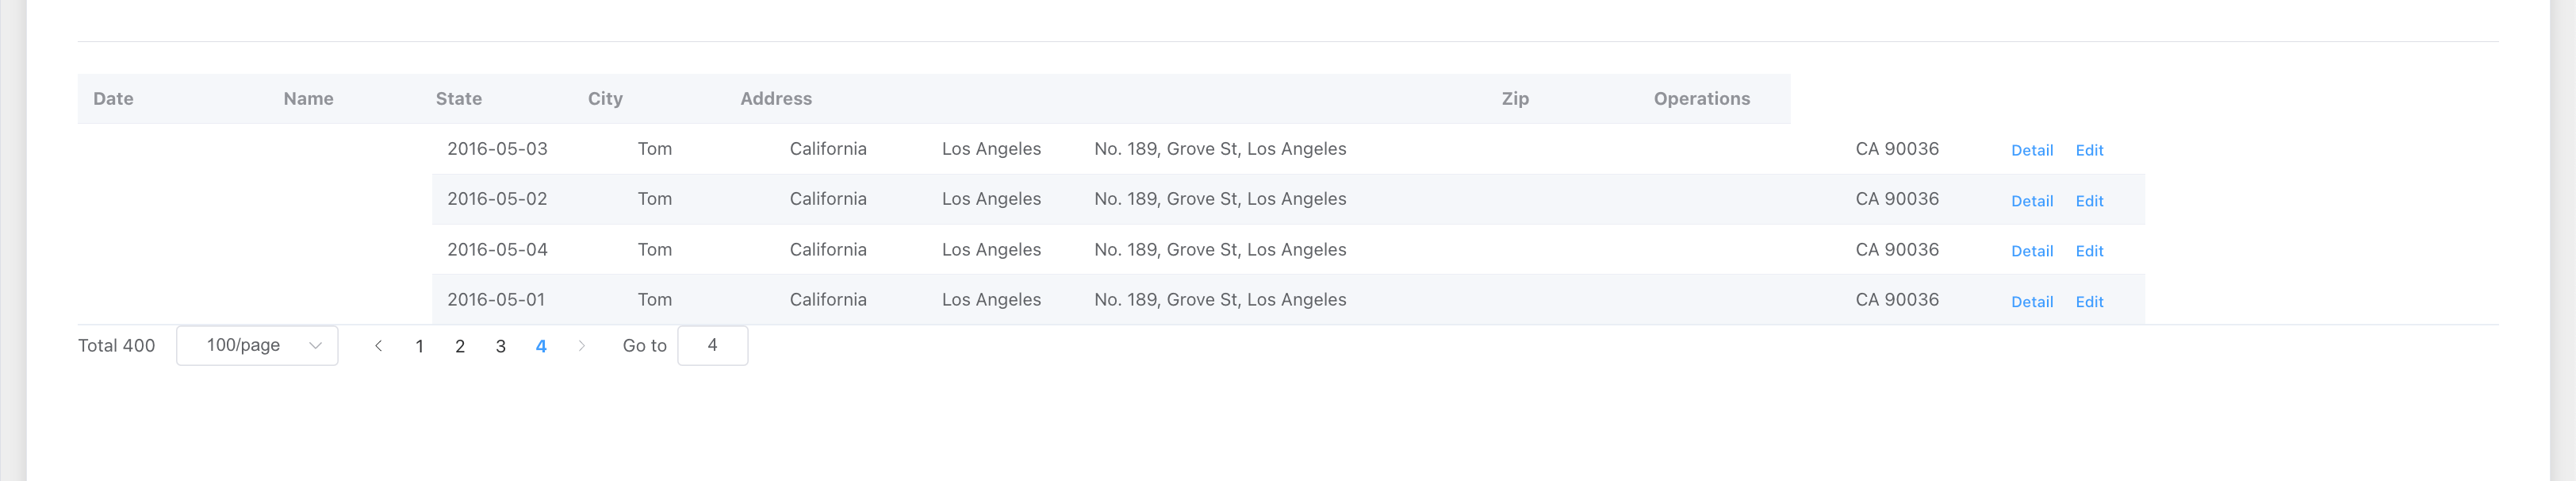 Date Name State City Address Zip Operations
2016-05-03 Tom California Los Angeles No. 189, Grove St, Los Angeles CA 90036 Detail Edit
2016-05-02 Tom California Los Angeles No. 189, Grove St, Los Angeles CA 90036 Detail Edit
2016-05-04 Tom California Los Angeles No. 189, Grove St, Los Angeles CA 90036 Detail Edit
2016-05-01 Tom California Los Angeles No. 189, Grove St, Los Angeles CA 90036 Detail Edit
Total 400 100/page 1 2 3 4 Go to 4